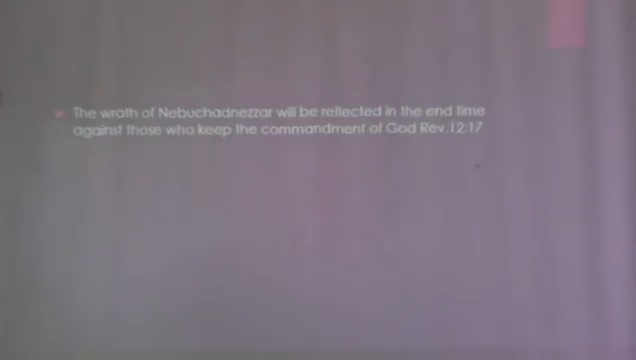 The wrath of Nebuchadnezzar will be reflected in the end time
against those who keep the commandment of God Rev.12:17